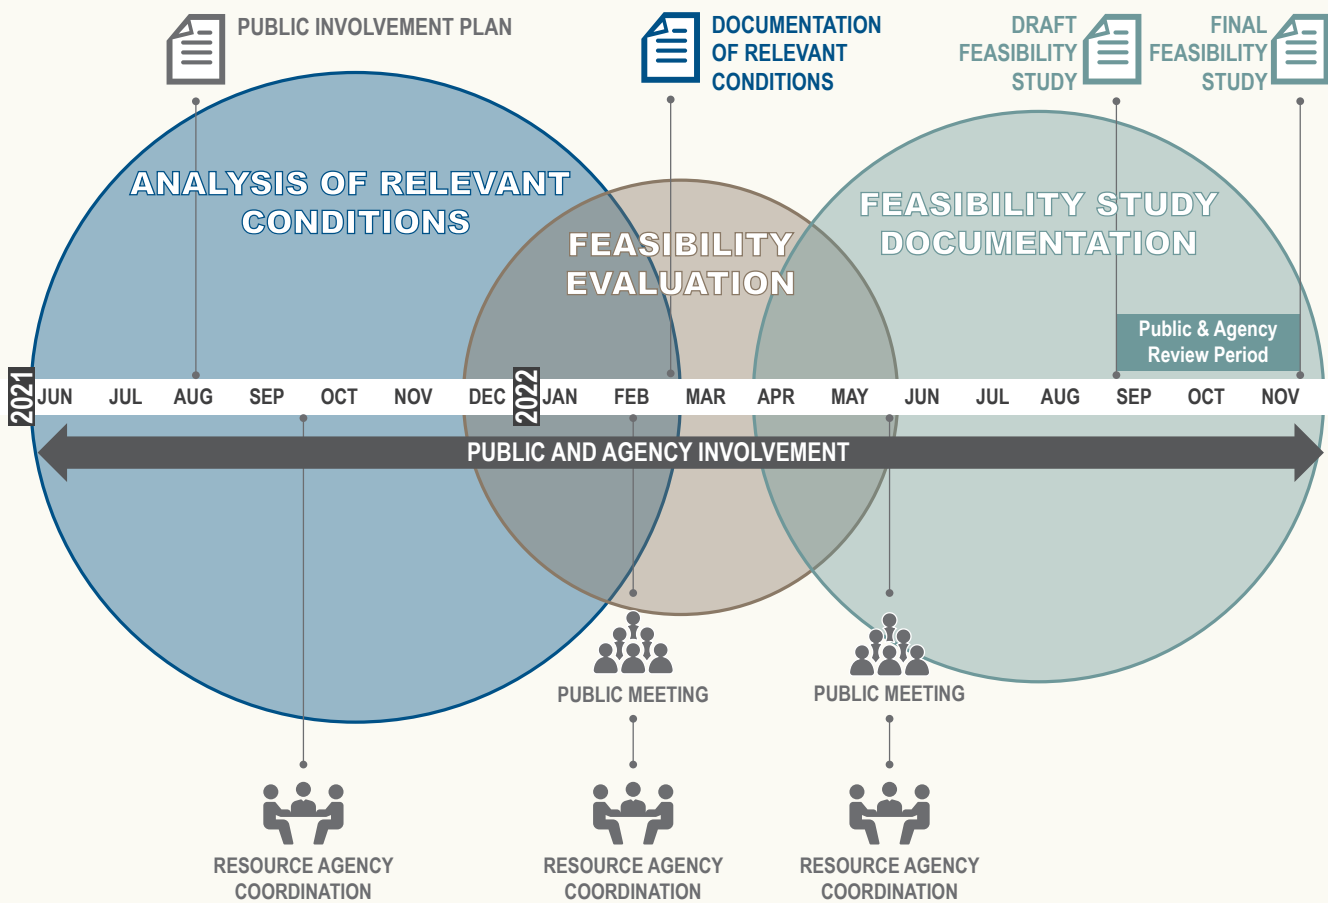 PUBLIC INVOLVEMENT PLAN
DOCUMENTATION
OF RELEVANT
CONDITIONS
DRAFT
FEASIBILITY
STUDY
FINAL
FEASIBILITY
STUDY
ANALYSIS OF RELEVANT
CONDITIONS
FEASIBILITY
EVALUATION
FEASIBILITY STUDY
DOCUMENTATION
Public & Agency
Review Period
2021 JUN JUL AUG SEP OCT NOV DEC 2022 JAN FEB MAR APR MAY JUN JUL AUG SEP OCT NOV
PUBLIC AND AGENCY INVOLVEMENT
PUBLIC MEETING
PUBLIC MEETING
RESOURCE AGENCY
COORDINATION
RESOURCE AGENCY
COORDINATION
RESOURCE AGENCY
COORDINATION